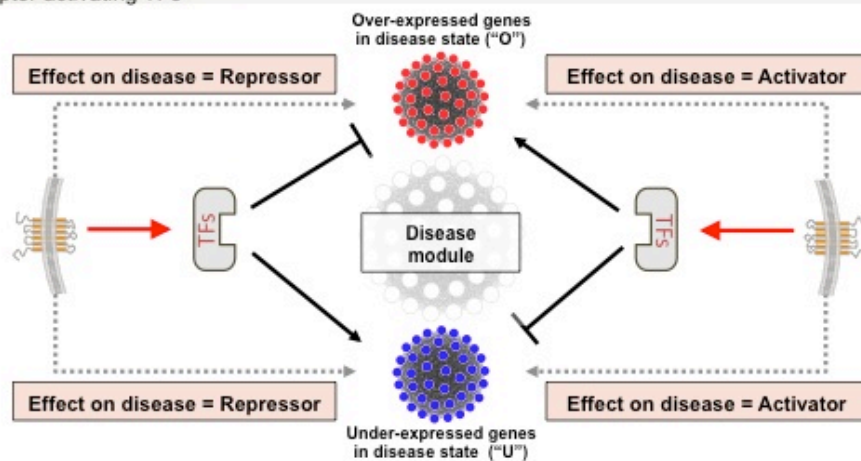 activating
Over-expressed genes
in disease state ("O")
Effect on disease = Repressor
Effect on disease = Activator
TFs
Disease
module
TFs
Effect on disease = Repressor
Effect on disease = Activator
Under-expressed genes
in disease state ("U")